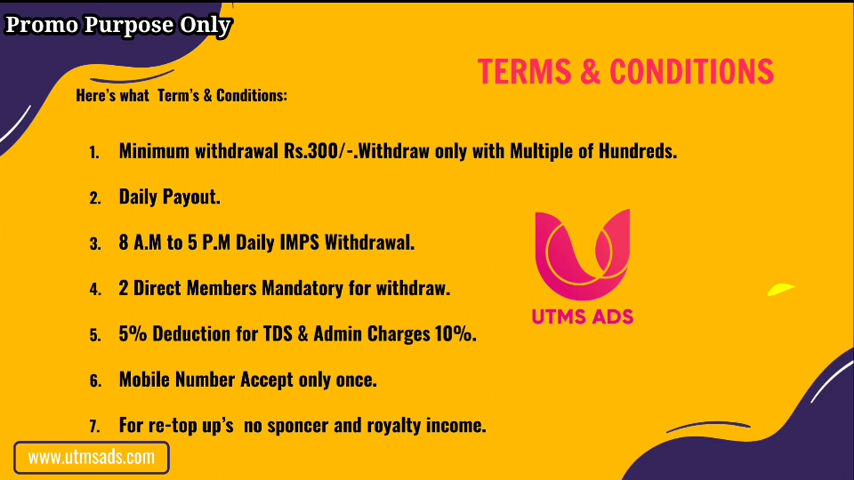 Promo Purpose Only
TERMS & CONDITIONS
Here's what Term's & Conditions:
1. Minimum withdrawal Rs.300/-.Withdraw only with Multiple of Hundreds.
2. Daily Payout.
3. 8 A.M to 5 P.M Daily IMPS Withdrawal.
4. 2 Direct Members Mandatory for withdraw.
5. 5% Deduction for TDS & Admin Charges 10%.
6. Mobile Number Accept only once.
7. For re-top up's no sponcer and royalty income.
UTMS ADS
www.utmsads.com